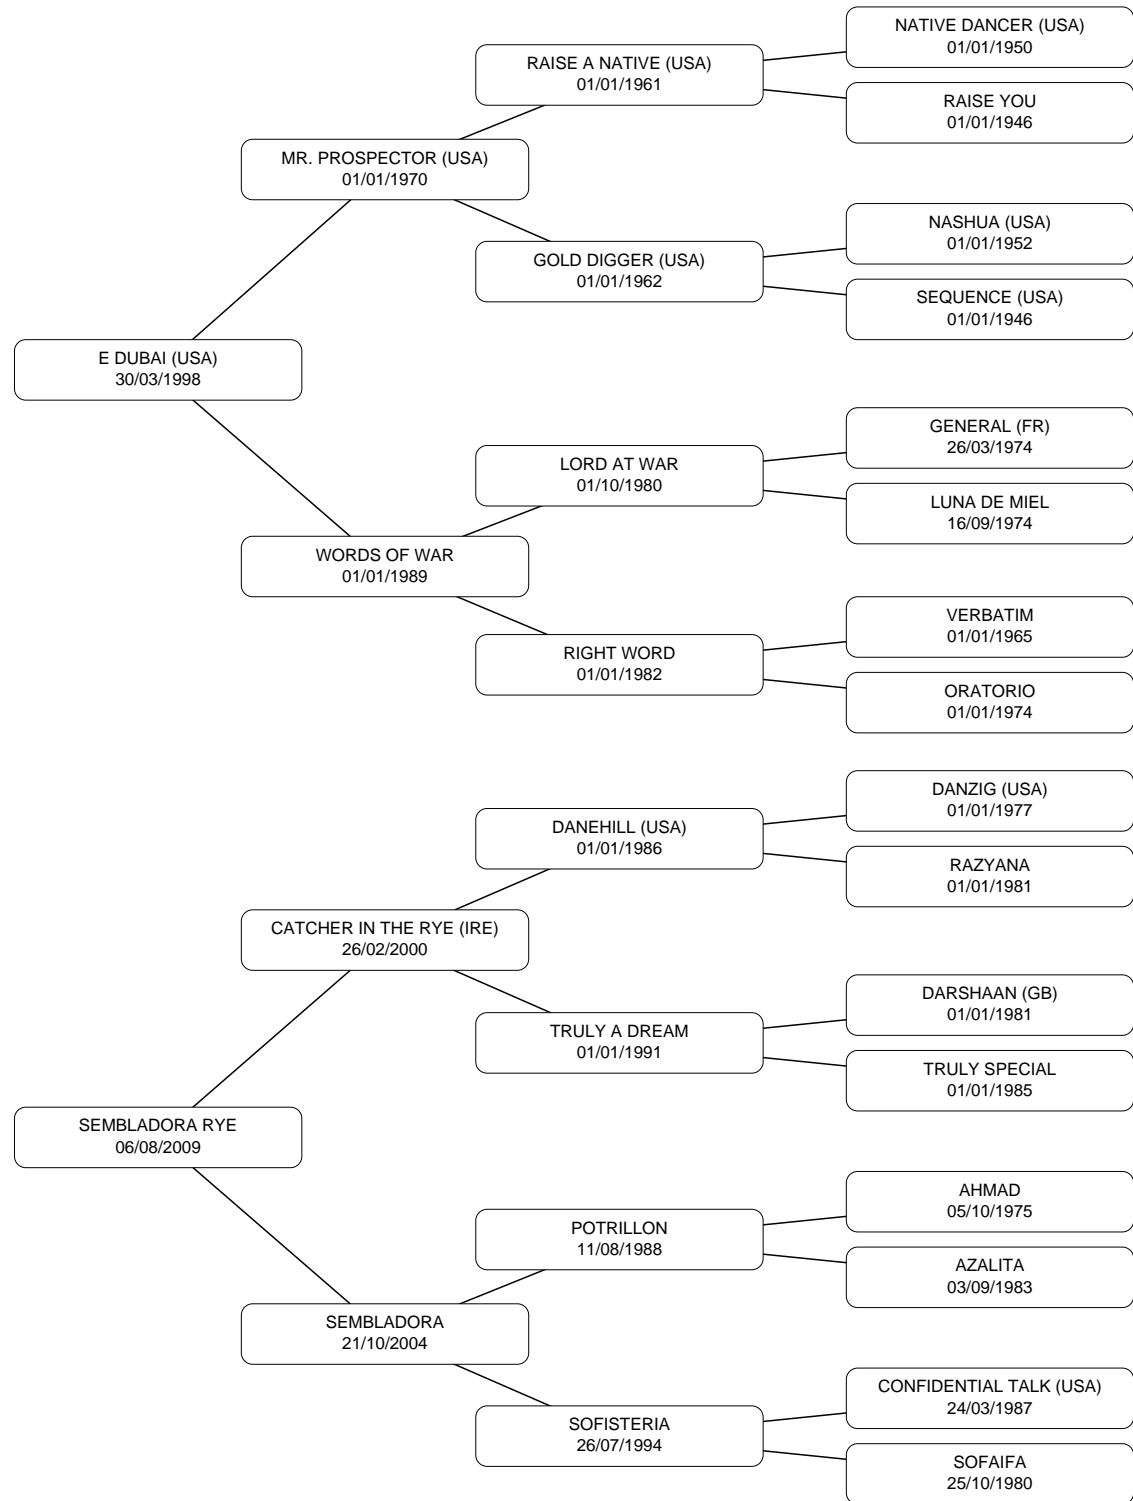 NATIVE DANCER (USA)
01/01/1950
RAISE A NATIVE (USA)
01/01/1961
RAISE YOU
01/01/1946
MR. PROSPECTOR (USA)
01/01/1970
NASHUA (USA)
01/01/1952
GOLD DIGGER (USA)
01/01/1962
SEQUENCE (USA)
01/01/1946
E DUBAI (USA)
30/03/1998
GENERAL (FR)
26/03/1974
LORD AT WAR
01/10/1980
LUNA DE MIEL
16/09/1974
WORDS OF WAR
01/01/1989
VERBATIM
01/01/1965
RIGHT WORD
01/01/1982
ORATORIO
01/01/1974
DANZIG (USA)
01/01/1977
DANEHILL (USA)
01/01/1986
RAZYANA
01/01/1981
CATCHER IN THE RYE (IRE)
26/02/2000
DARSHAAN (GB)
01/01/1981
TRULY A DREAM
01/01/1991
TRULY SPECIAL
01/01/1985
SEMBLADORA RYE
06/08/2009
AHMAD
05/10/1975
POTRILLON
11/08/1988
AZALITA
03/09/1983
SEMBLADORA
21/10/2004
CONFIDENTIAL TALK (USA)
24/03/1987
SOFISTERIA
26/07/1994
SOFAIFA
25/10/1980